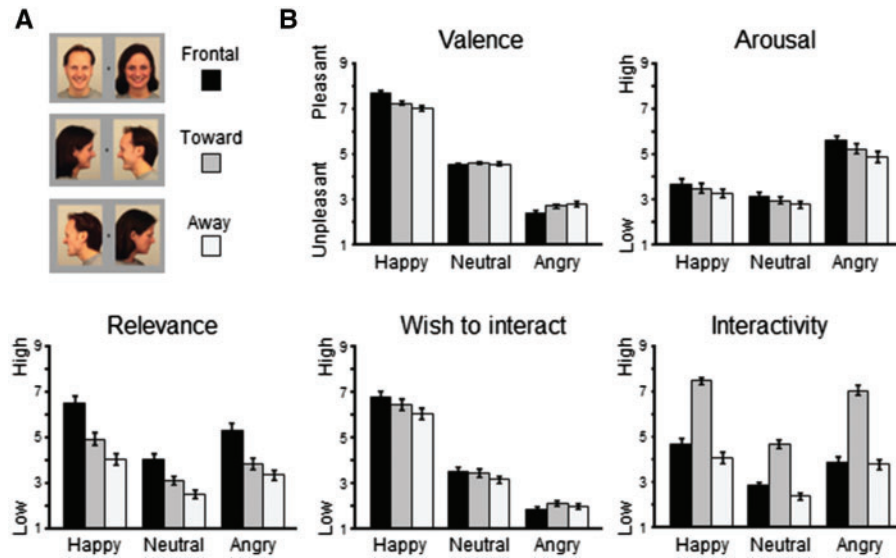 A
Frontal
Toward
Away
B
Valence
Unpleasant Pleasant
9
7
5
3
1
Happy Neutral Angry
Arousal
Low High
9
7
5
3
1
Happy Neutral Angry
Relevance
Low High
9
7
5
3
1
Happy Neutral Angry
Wish to interact
Low High
9
7
5
3
1
Happy Neutral Angry
Interactivity
Low High
9
7
5
3
1
Happy Neutral Angry